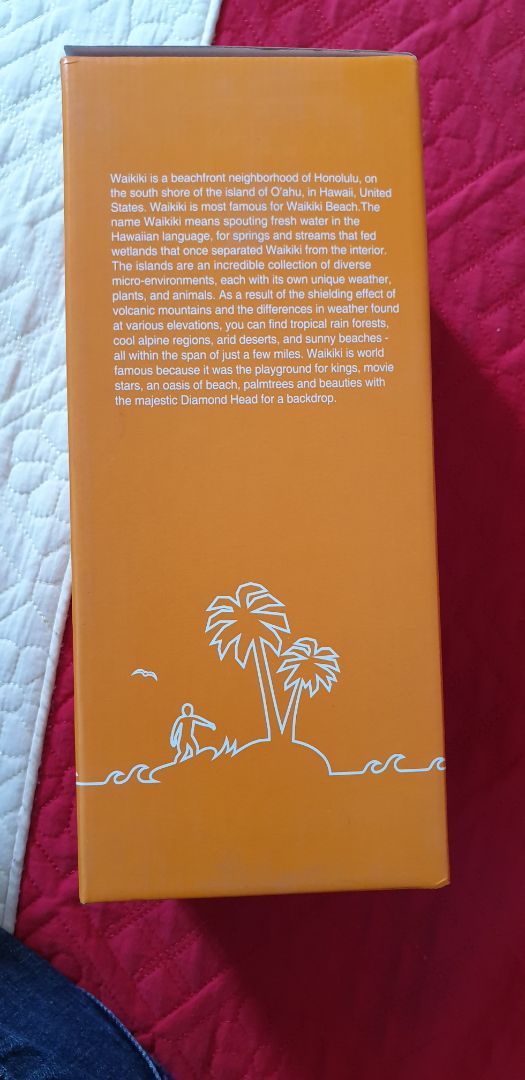 Waikiki is a beachfront neighborhood of Honolulu, on
the south shore of the island of O'ahu, in Hawaii, United
States. Waikiki is most famous for Waikiki Beach.The
name Waikiki means spouting fresh water in the
Hawaiian language, for springs and streams that fed
wetlands that once separated Waikiki from the interior.
The islands are an incredible collection of diverse
micro-environments, each with its own unique weather,
plants, and animals. As a result of the shielding effect of
volcanic mountains and the differences in weather found
at various elevations, you can find tropical rain forests,
cool alpine regions, arid deserts, and sunny beaches -
all within the span of just a few miles. Waikiki is world
famous because it was the playground for kings, movie
stars, an oasis of beach, palmtrees and beauties with
the majestic Diamond Head for a backdrop.